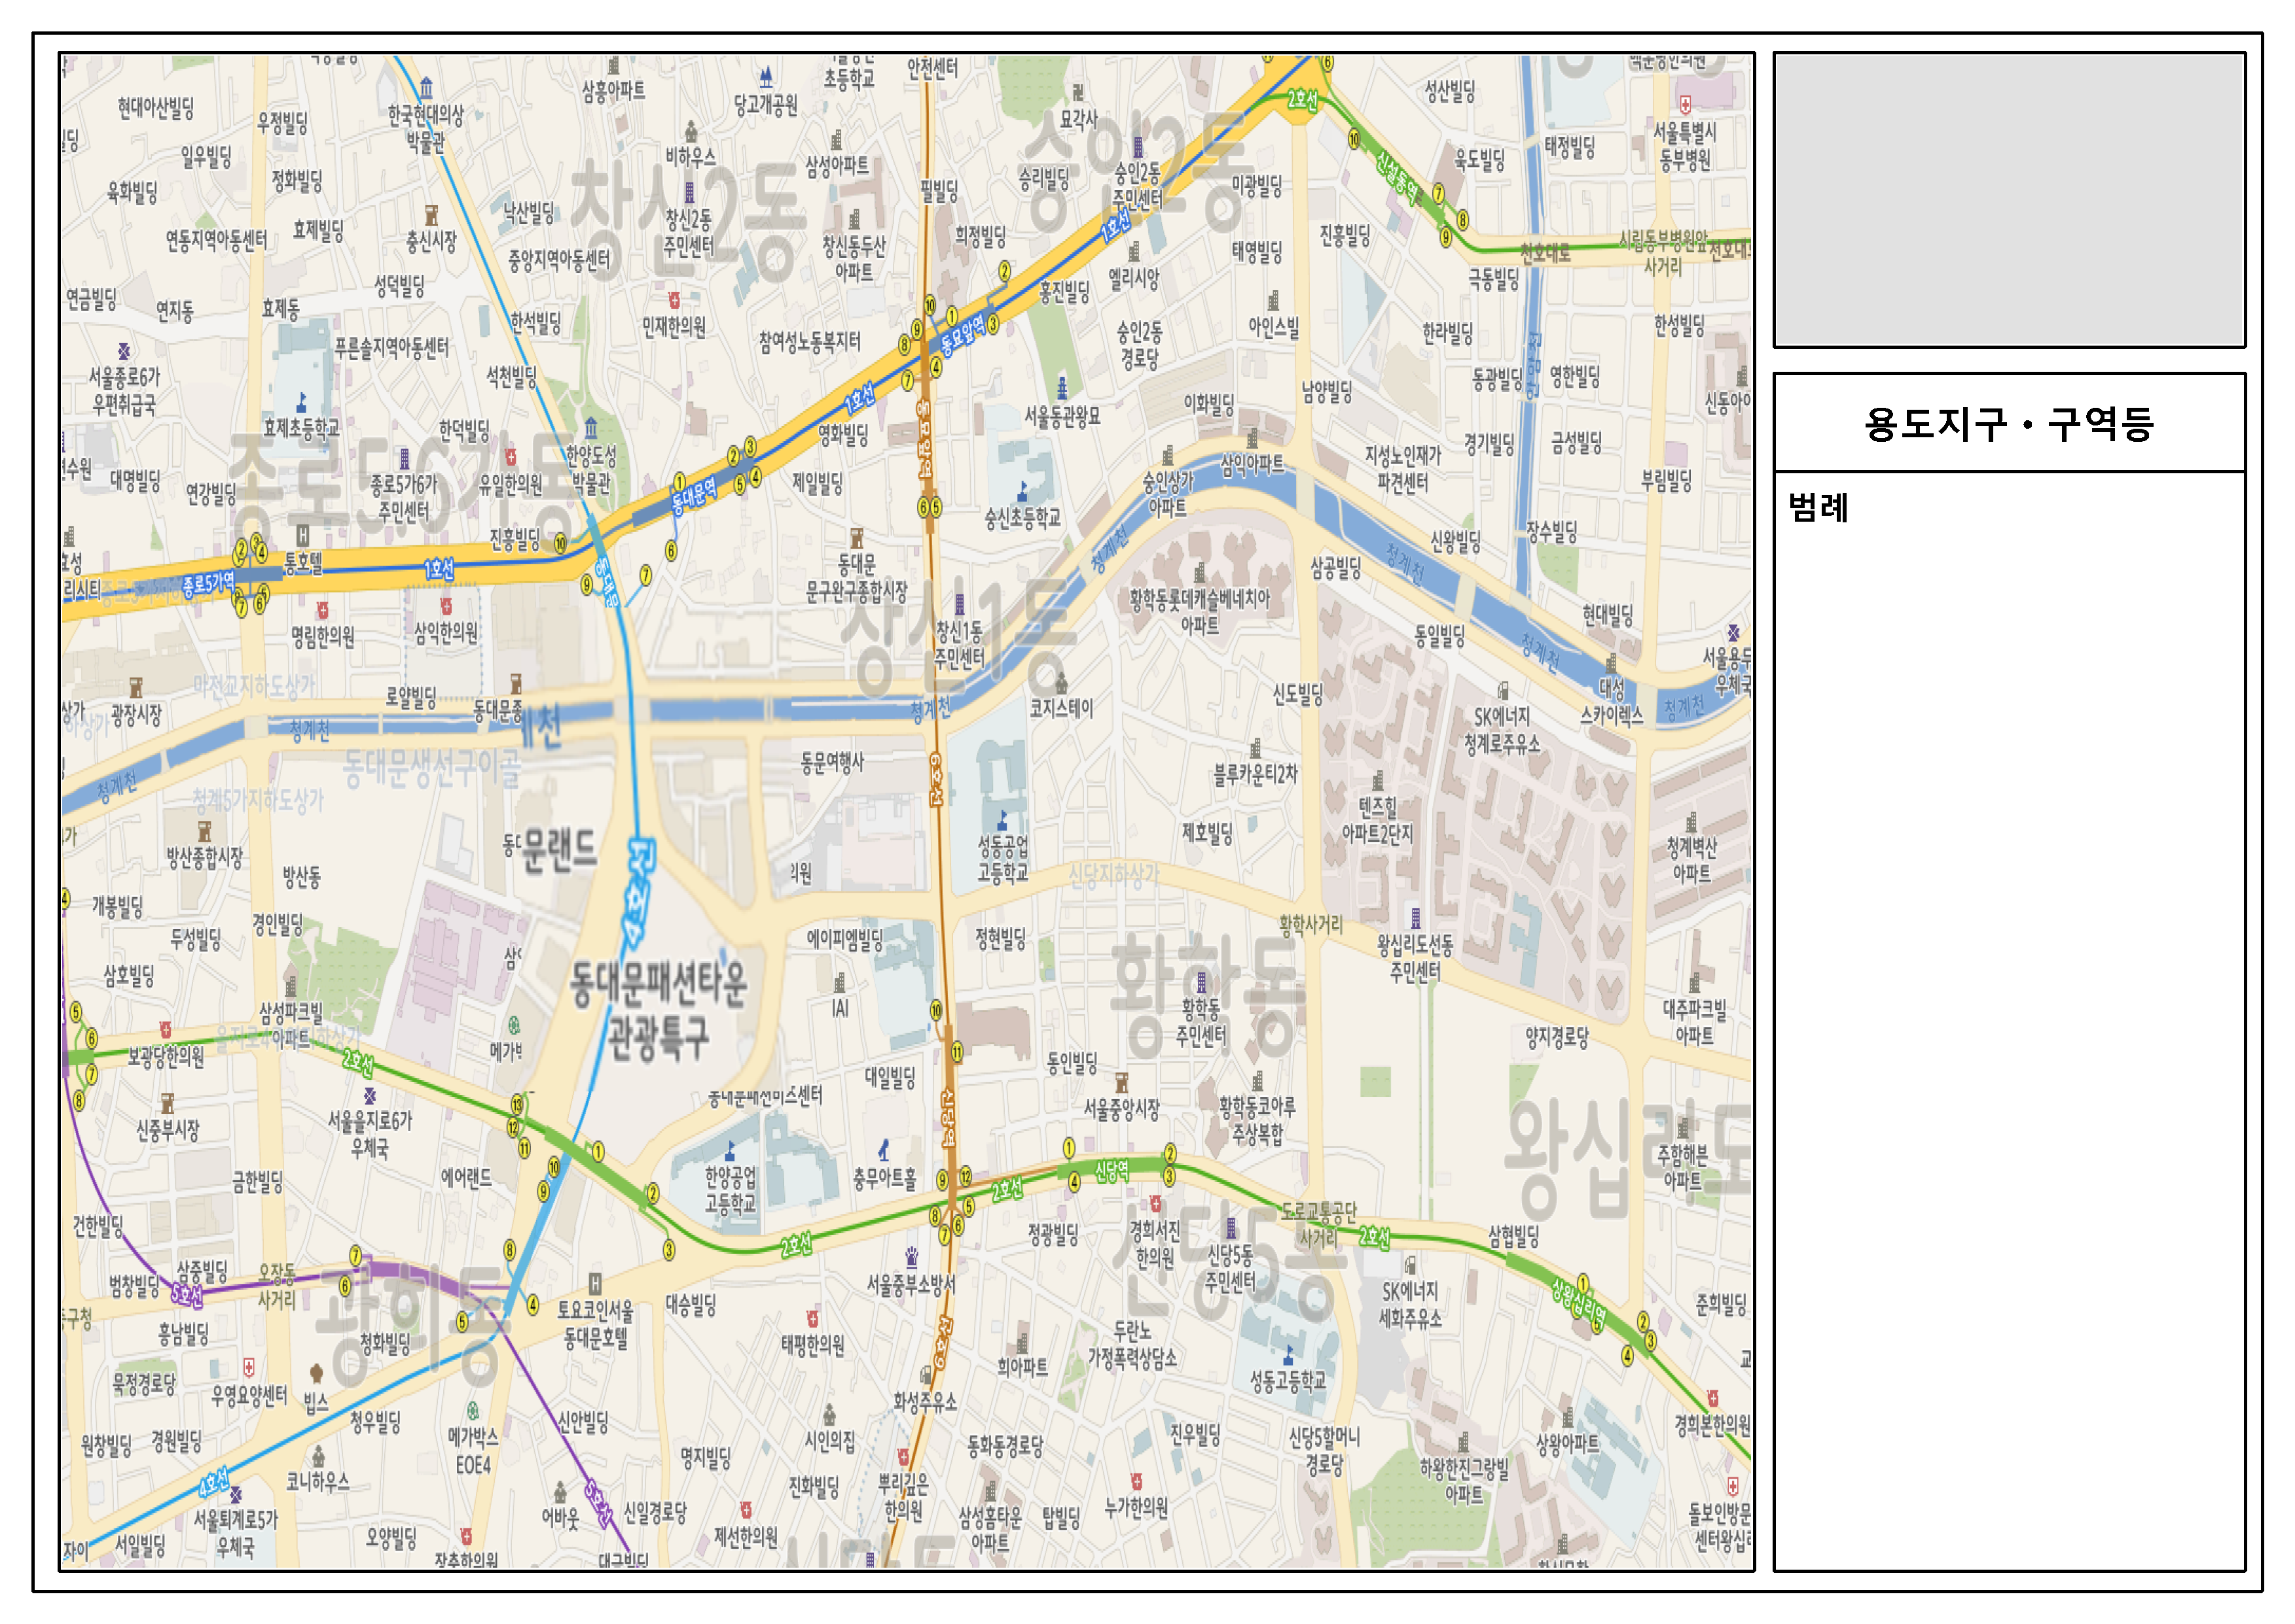 용도지구 · 구역등
범례
안전센터
초등학교
삼흥아파트
당고개공원
현대아산빌딩
우정빌딩
한국현대의상
박물관
묘각사
숭인2동
2호선
성산빌딩
서울특별시
동부병원
태정빌딩
일우빌딩
정화빌딩
육화빌딩
비하우스
삼성아파트
창신2동
승리빌딩
숭인2동
주민센터
미광빌딩
신설동역
육도빌딩
낙산빌딩
필빌딩
창신2동
주민센터
연동지역아동센터
효제빌딩
충신시장
중앙지역아동센터
창신동두산
아파트
희정빌딩
1호선
태영빌딩
진흥빌딩
천호대로
시립동부병원앞
사거리
극동빌딩
성덕빌딩
연금빌딩
연지동
효제동
한석빌딩
민재한의원
참여성노동복지터
동묘앞역
홍진빌딩
엘리시앙
아인스빌
숭인2동
경로당
한라빌딩
한성빌딩
푸른솔지역아동센터
서울종로6가
우편취급국
석천빌딩
1호선
동묘앞역
서울동관왕묘
이화빌딩
남양빌딩
동광빌딩
영한빌딩
효제초등학교
한덕빌딩
한양도성
박물관
영화빌딩
종로5,6가동
대명빌딩
연강빌딩
종로5가6가
주민센터
유일한의원
동대문역
제일빌딩
숭신초등학교
숭인상가
아파트
삼익아파트
지성노인재가
파견센터
경기빌딩
금성빌딩
부림빌딩
진흥빌딩
통호텔
종로5가역
1호선
동대문
문구완구종합시장
청계천
황학동롯데캐슬베네치아
아파트
삼공빌딩
청계천
신왕빌딩
장수빌딩
명림한의원
삼익한의원
창신1동
창신1동
주민센터
동일빌딩
현대빌딩
청계천
마전교지하도상가
광장시장
로얄빌딩
청계천
청계천
코지스테이
신도빌딩
SK에너지
청계로주유소
대성
스카이렉스
청계천
동대문생선구이골
청계천
청계5가지하도상가
동문여행사
6호선
블루카운티2차
텐즈힐
아파트2단지
방산종합시장
방산동
문랜드
4호선
성동공업
고등학교
제호빌딩
신당지하상가
청계벽산
아파트
개봉빌딩
경인빌딩
두성빌딩
에이피엠빌딩
정현빌딩
황학사거리
왕십리도선동
주민센터
삼호빌딩
동대문패션타운
관광특구
IAI
황학동
황학동
주민센터
삼성파크빌
아파트
대주파크빌
아파트
보광당한의원
2호선
대일빌딩
동인빌딩
양지경로당
신중부시장
서울을지로6가
우체국
신당역
서울중앙시장
황학동코아루
주상복합
금한빌딩
에어랜드
한양공업
고등학교
충무아트홀
2호선
신당역
주함해븐
아파트
건한빌딩
2호선
정광빌딩
경희서진
한의원
신당5동
신당5동
주민센터
도로교통공단
사거리
2호선
삼협빌딩
범창빌딩
삼중빌딩
5호선
오장동
사거리
광희동
토요코인서울
동대문호텔
대승빌딩
서울중부소방서
SK에너지
세화주유소
상왕십리역
준희빌딩
흥남빌딩
청화빌딩
태평한의원
6호선
희아파트
두란노
가정폭력상담소
성동고등학교
묵정경로당
우영요양센터
빕스
화성주유소
원창빌딩
경원빌딩
청우빌딩
메가박스
EOE4
신안빌딩
명지빌딩
시인의집
동화동경로당
진우빌딩
신당5할머니
경로당
상왕아파트
경희본한의원
4호선
코니하우스
하왕한진그랑빌
아파트
서울퇴계로5가
우체국
어바웃
5호선
신일경로당
진화빌딩
뿌리깊은
한의원
누가한의원
서일빌딩
오양빌딩
제선한의원
삼성홈타운
아파트
탑빌딩